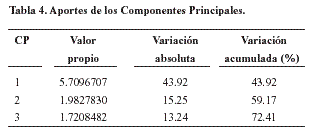 Tabla 4. Aportes de los Componentes Principales.
CP Valor propio Variación absoluta Variación acumulada (%)
1 5.7096707 43.92 43.92
2 1.9827830 15.25 59.17
3 1.7208482 13.24 72.41